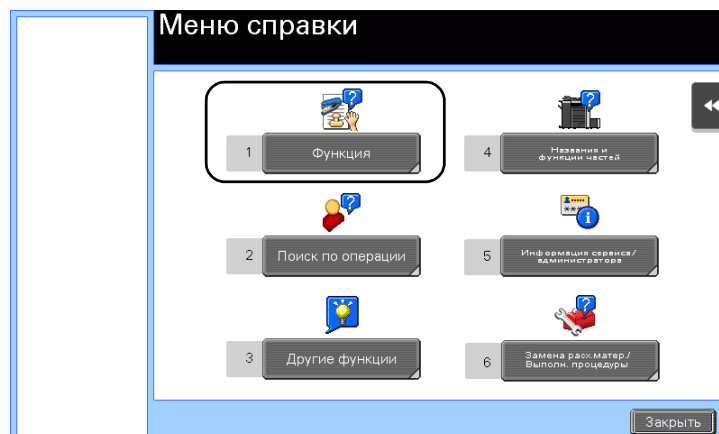 Меню справки
1
Функция
4
Названия и
функции частей
2
Поиск по операции
5
Информация сервиса/
администратора
3
Другие функции
6
Замена расх.матер./
Выполн. процедуры
Закрыть